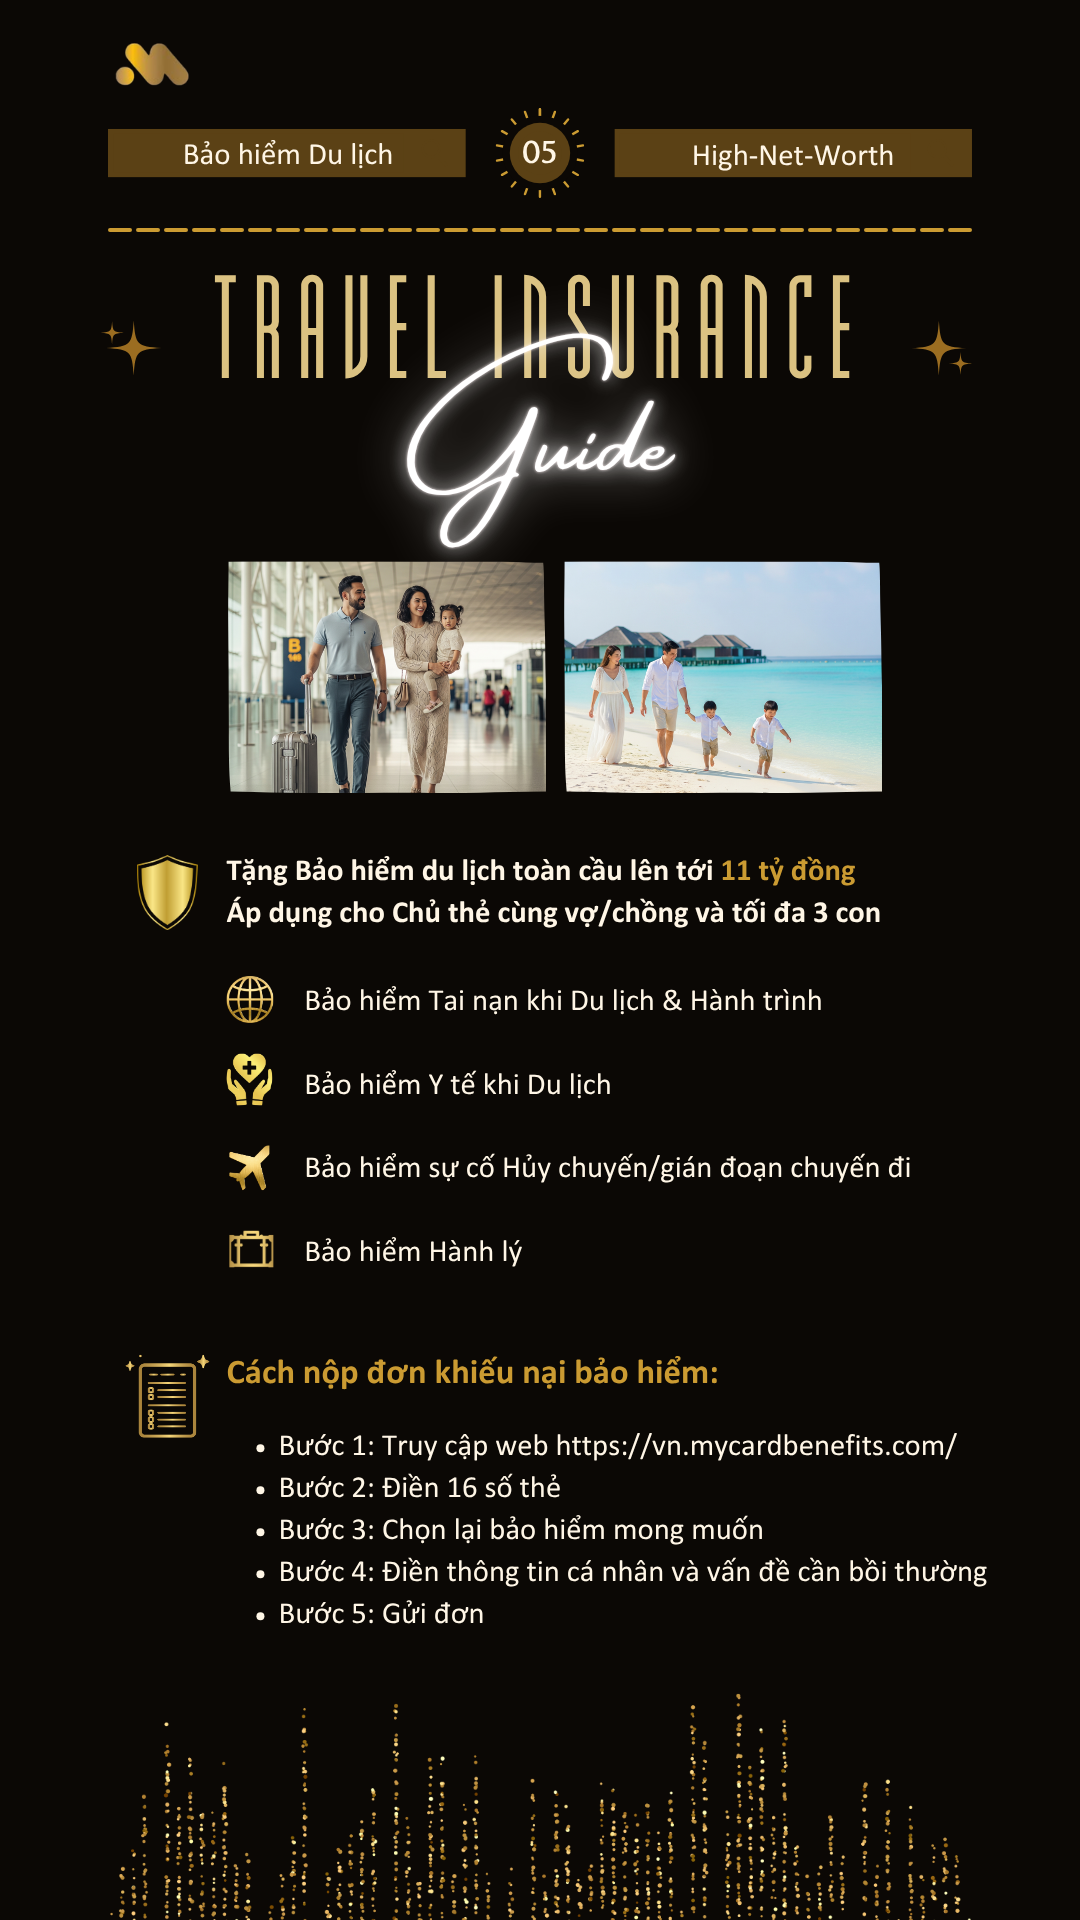 Bảo hiểm Du lịch
05
High-Net-Worth
TRAVEL INSURANCE
Guide
B
146
Tặng Bảo hiểm du lịch toàn cầu lên tới 11 tỷ đồng
Áp dụng cho Chủ thẻ cùng vợ/chồng và tối đa 3 con
Bảo hiểm Tai nạn khi Du lịch & Hành trình
Bảo hiểm Y tế khi Du lịch
Bảo hiểm sự cố Hủy chuyến/gián đoạn chuyến đi
Bảo hiểm Hành lý
Cách nộp đơn khiếu nại bảo hiểm:
• Bước 1: Truy cập web https://vn.mycardbenefits.com/
• Bước 2: Điền 16 số thẻ
• Bước 3: Chọn lại bảo hiểm mong muốn
• Bước 4: Điền thông tin cá nhân và vấn đề cần bồi thường
• Bước 5: Gửi đơn